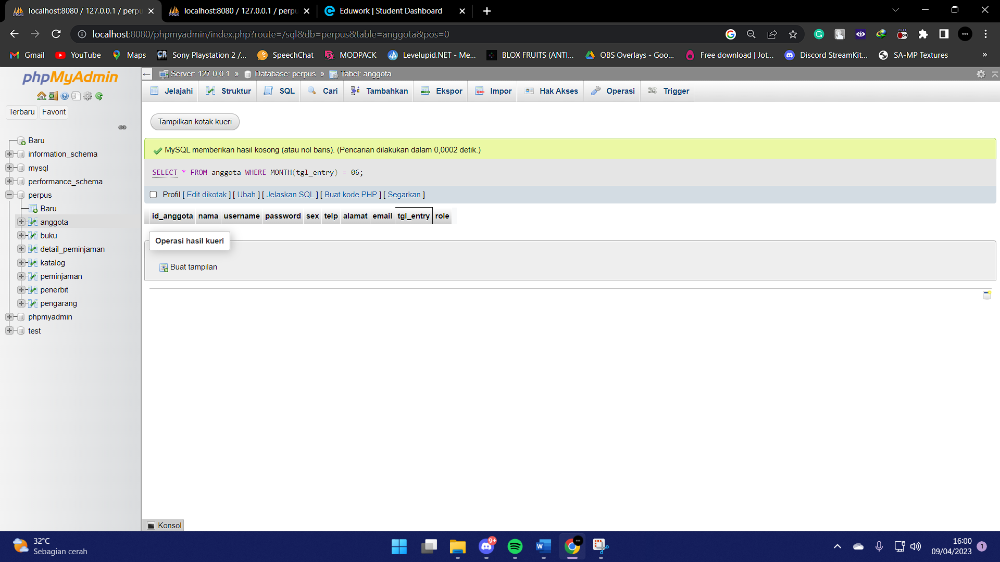 localhost:8080 / 127.0.0.1 / perpu
localhost:8080 / 127.0.0.1 / perpu
Eduwork | Student Dashboard
localhost:8080/phpmyadmin/index.php?route=/sql&db=perpus&table=anggota&pos=0
Gmail
YouTube
Maps
Sony Playstation 2 /...
SpeechChat
MODPACK
Levelupid.NET - Me...
BLOX FRUITS (ANTI...
OBS Overlays - Goo...
Free download | Jot...
Discord StreamKit...
SA-MP Textures
»
phpMyAdmin
Terbaru
Favorit
Baru
information_schema
mysql
performance_schema
perpus
Baru
anggota
buku
detail_peminjaman
katalog
peminjaman
penerbit
pengarang
phpmyadmin
test
Server: 127.0.0.1 » Database: perpus » Tabel: anggota
Jelajahi
Struktur
SQL
Cari
Tambahkan
Ekspor
Impor
Hak Akses
Operasi
Trigger
Tampilkan kotak kueri
MySQL memberikan hasil kosong (atau nol baris). (Pencarian dilakukan dalam 0,0002 detik.)
SELECT * FROM anggota WHERE MONTH(tgl_entry) = 06;
Profil [ Edit dikotak ] [ Ubah ] [ Jelaskan SQL ] [ Buat kode PHP ] [ Segarkan ]
id_anggota nama username password sex telp alamat email tgl_entry role
Operasi hasil kueri
Buat tampilan
Konsol
32°C
Sebagian cerah
9+
16:00
09/04/2023
1